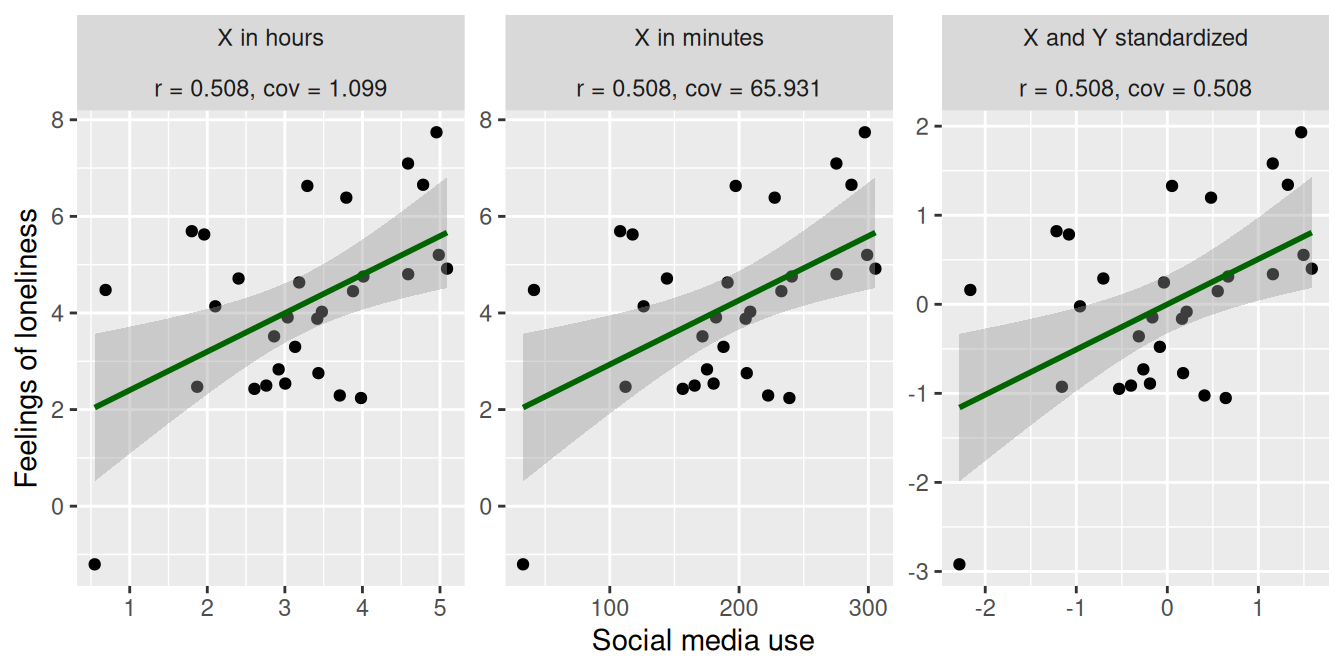 X in hours
r = 0.508, cov = 1.099
X in minutes
r = 0.508, cov = 65.931
X and Y standardized
r = 0.508, cov = 0.508
Feelings of loneliness
8
6
4
2
0
1 2 3 4 5
8
6
4
2
0
100 200 300
2
1
0
-1
-2
-3
-2 -1 0 1
Social media use